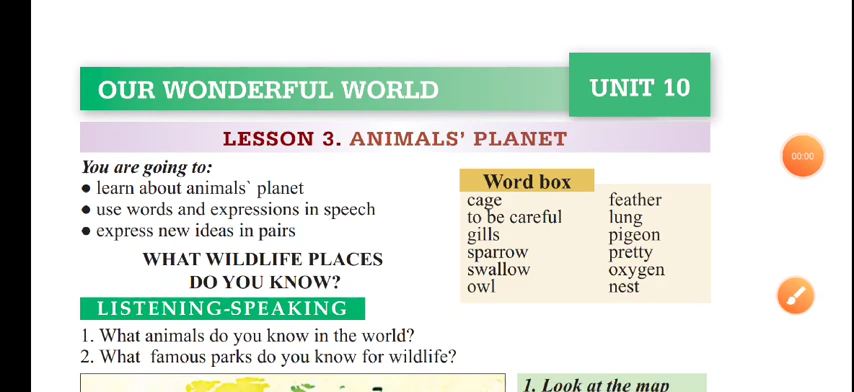 OUR WONDERFUL WORLD
UNIT 10
LESSON 3. ANIMALS’ PLANET
You are going to:
● learn about animals` planet
● use words and expressions in speech
● express new ideas in pairs
WHAT WILDLIFE PLACES
DO YOU KNOW?
Word box
cage
to be careful
gills
sparrow
swallow
owl
feather
lung
pigeon
pretty
oxygen
nest
LISTENING-SPEAKING
1. What animals do you know in the world?
2. What famous parks do you know for wildlife?
1. Look at the map
00:00